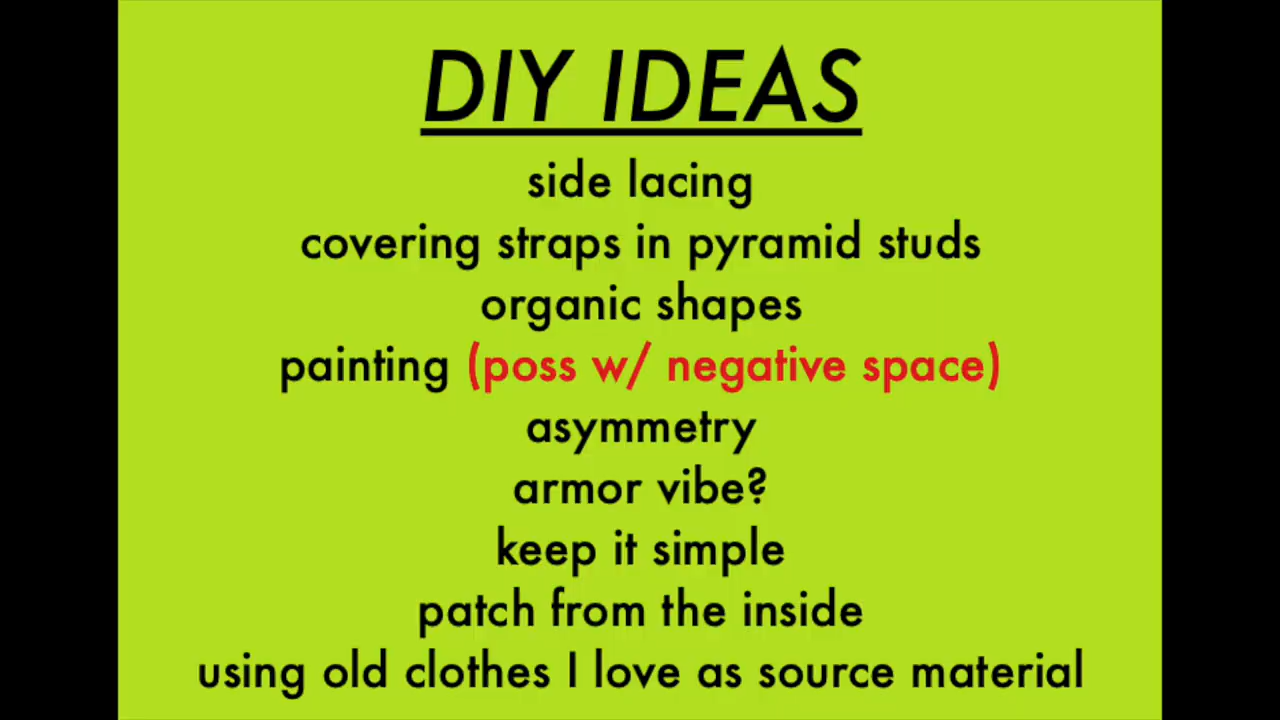 DIY IDEAS
side lacing
covering straps in pyramid studs
organic shapes
painting (poss w/ negative space)
asymmetry
armor vibe?
keep it simple
patch from the inside
using old clothes I love as source material